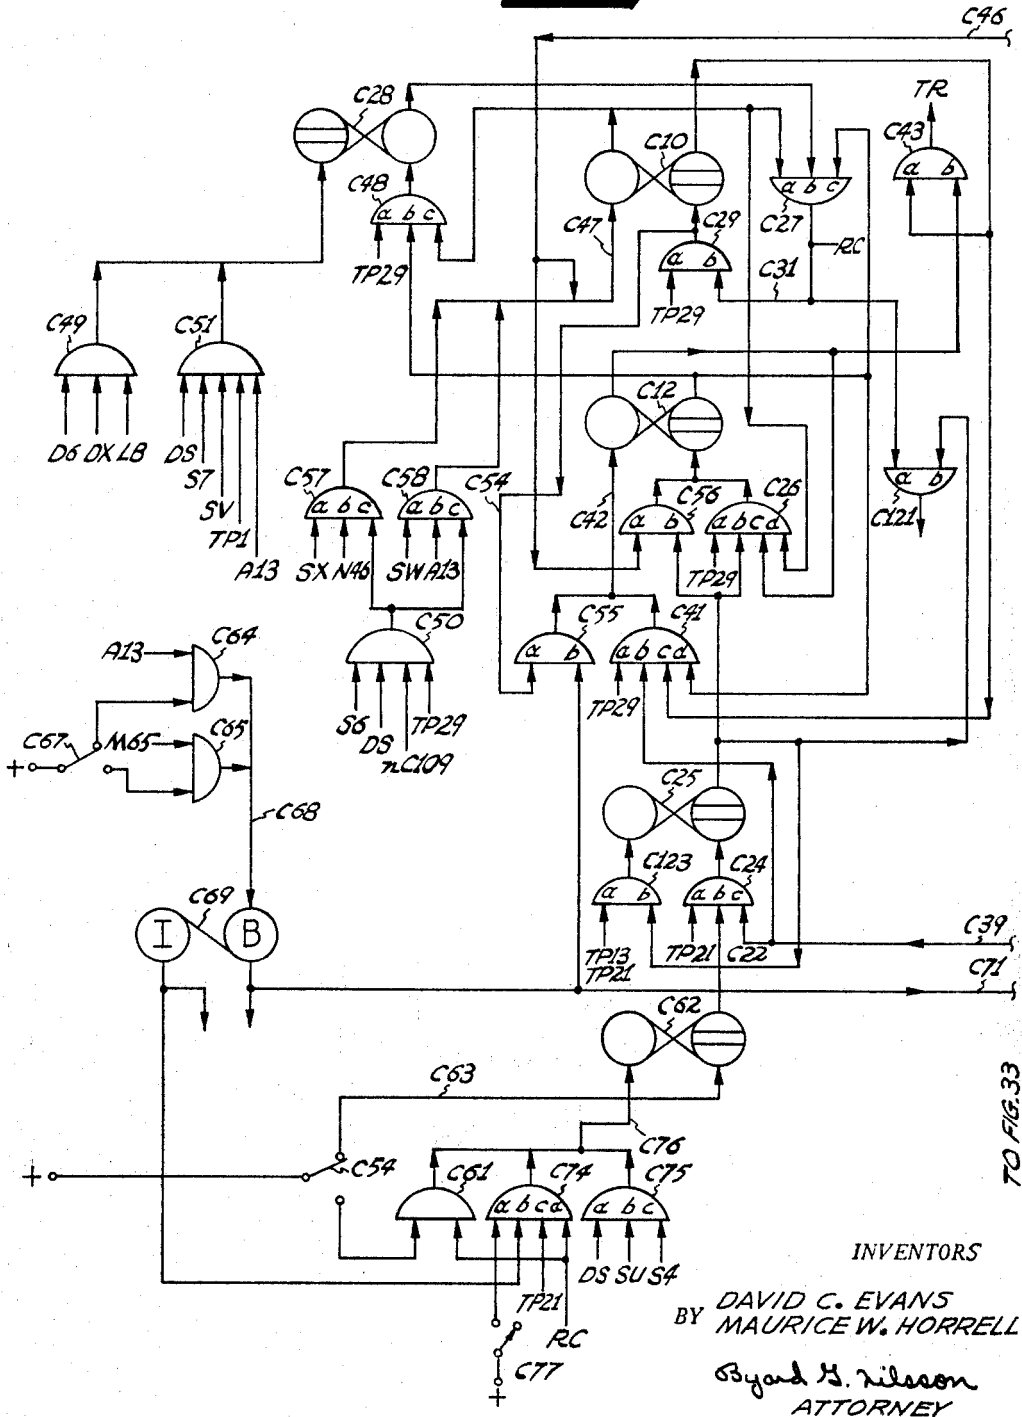 C46
C28
C10
TR
C43
a b
C48
a b c
TP29
C47
C29
a b
TP29
a b c
C27
RC
C31
C49
C51
D6 DX LB
DS
S7
SV
TP1
A13
C12
C57
a b c
C58
a b c
C54
C42
C56
a b
C26
a b c d
TP29
a b
C121
SX N46 SW A13
C50
C55
a b
C41
a b c d
TP29
S6
DS
nC109
TP29
C64
A13
C65
C67
M65
+
C68
C25
C123
a b
C24
a b c
TP13
TP21
TP21
C22
C39
C69
I
B
C71
C62
C63
TO FIG. 33
C76
+
C54
C61
C74
a b c d
C75
a b c
DS SU S4
TP21
RC
C77
+
INVENTORS
BY DAVID C. EVANS
MAURICE W. HORRELL
Byard G. Nilsson
ATTORNEY